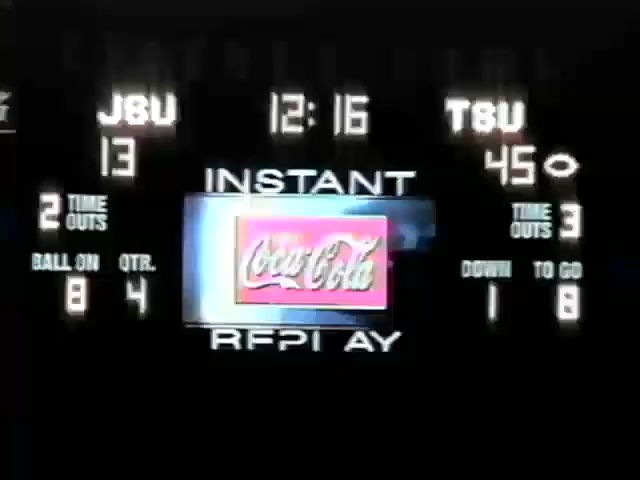 JSU 12:16 TSU
13 45
INSTANT
2 TIME OUTS
TIME OUTS 3
Coca-Cola
BALL ON QTR.
DOWN TO GO
8 4
1 8
REPLAY